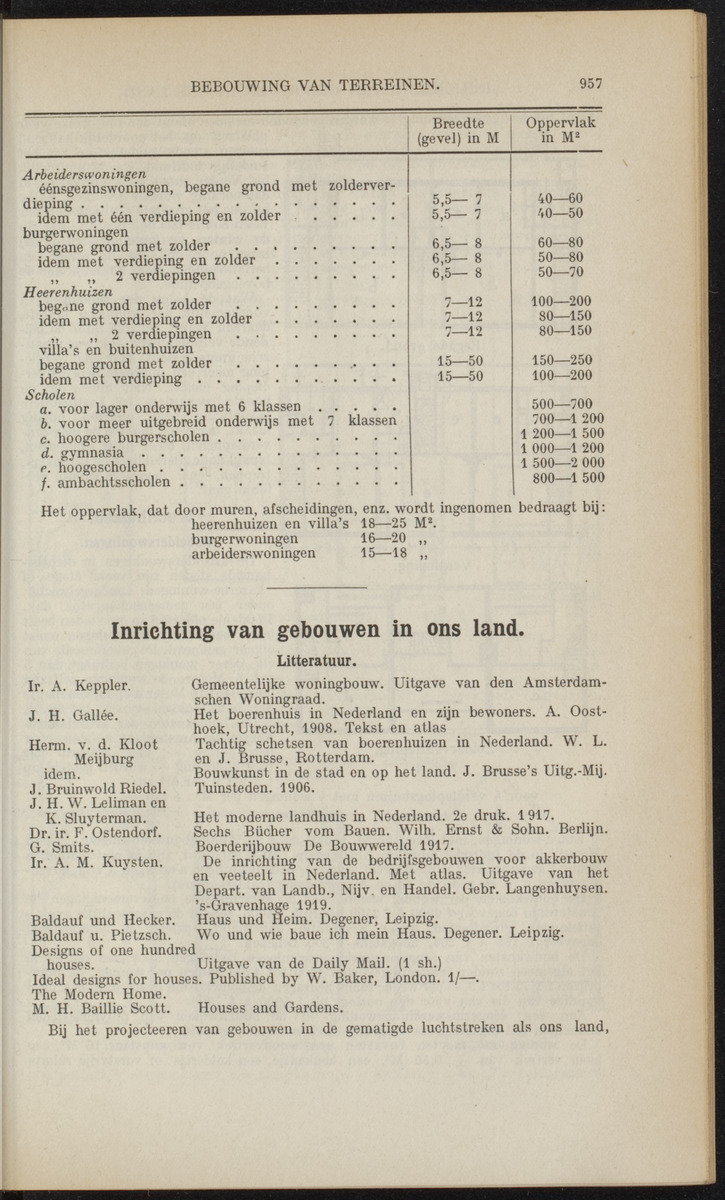 BEBOUWING VAN TERREINEN. 957
Breedte (gevel) in M Oppervlak in M²
Arbeiderswoningen
éénsgezinswoningen, begane grond met zolderver-
dieping . . . . . . . . . . . . . . . . . 5,5— 7 40—60
idem met één verdieping en zolder . . . . . 5,5— 7 40—50
burgerwoningen
begane grond met zolder . . . . . . . . . 6,5— 8 60—80
idem met verdieping en zolder . . . . . . . 6,5— 8 50—80
„ „ 2 verdiepingen . . . . . . . . . 6,5— 8 50—70
Heerenhuizen
begane grond met zolder . . . . . . . . . 7—12 100—200
idem met verdieping en zolder . . . . . . . 7—12 80—150
„ „ 2 verdiepingen . . . . . . . . . 7—12 80—150
villa's en buitenhuizen
begane grond met zolder . . . . . . . . . 15—50 150—250
idem met verdieping . . . . . . . . . . . 15—50 100—200
Scholen
a. voor lager onderwijs met 6 klassen . . . . . 500—700
b. voor meer uitgebreid onderwijs met 7 klassen 700—1 200
c. hoogere burgerscholen . . . . . . . . . . 1 200—1 500
d. gymnasia . . . . . . . . . . . . . . 1 000—1 200
e. hoogescholen . . . . . . . . . . . . . 1 500—2 000
f. ambachtsscholen . . . . . . . . . . . . 800—1 500
Het oppervlak, dat door muren, afscheidingen, enz. wordt ingenomen bedraagt bij:
heerenhuizen en villa's 18—25 M².
burgerwoningen 16—20 „
arbeiderswoningen 15—18 „
Inrichting van gebouwen in ons land.
Litteratuur.
Ir. A. Keppler. Gemeentelijke woningbouw. Uitgave van den Amsterdam-
schen Woningraad.
J. H. Gallée. Het boerenhuis in Nederland en zijn bewoners. A. Oost-
hoek, Utrecht, 1908. Tekst en atlas
Herm. v. d. Kloot Tachtig schetsen van boerenhuizen in Nederland. W. L.
Meijburg en J. Brusse, Rotterdam.
idem. Bouwkunst in de stad en op het land. J. Brusse's Uitg.-Mij.
J. Bruinwold Riedel. Tuinsteden. 1906.
J. H. W. Leliman en
K. Sluyterman. Het moderne landhuis in Nederland. 2e druk. 1917.
Dr. ir. F. Ostendorf. Sechs Bücher vom Bauen. Wilh. Ernst & Sohn. Berlijn.
G. Smits. Boerderijbouw De Bouwwereld 1917.
Ir. A. M. Kuysten. De inrichting van de bedrijfsgebouwen voor akkerbouw
en veeteelt in Nederland. Met atlas. Uitgave van het
Depart. van Landb., Nijv. en Handel. Gebr. Langenhuysen.
's-Gravenhage 1919.
Baldauf und Hecker. Haus und Heim. Degener, Leipzig.
Baldauf u. Pietzsch. Wo und wie baue ich mein Haus. Degener. Leipzig.
Designs of one hundred
houses. Uitgave van de Daily Mail. (1 sh.)
Ideal designs for houses. Published by W. Baker, London. 1/—.
The Modern Home.
M. H. Baillie Scott. Houses and Gardens.
Bij het projecteeren van gebouwen in de gematigde luchtstreken als ons land,